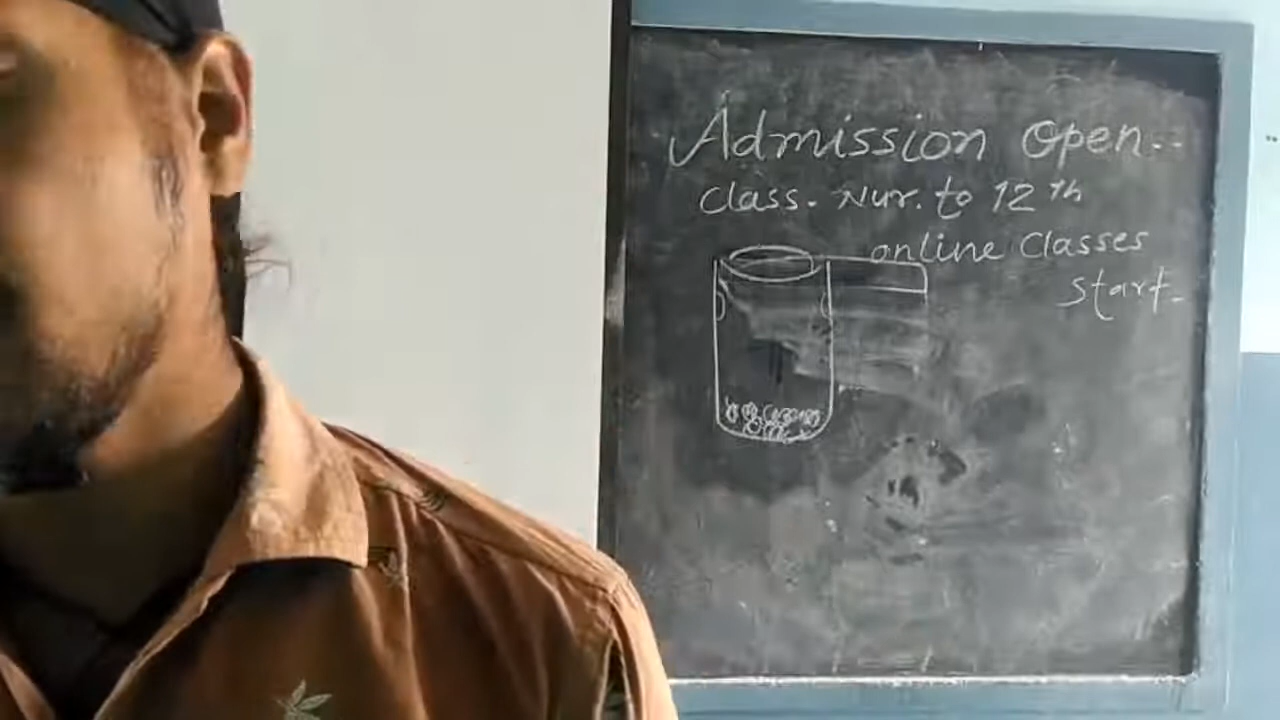 Admission Open..
Class. Nur. to 12th
online Classes
Start.